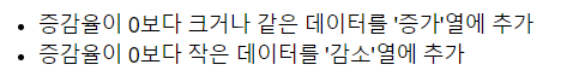 • 증감율이 0보다 크거나 같은 데이터를 '증가'열에 추가
• 증감율이 0보다 작은 데이터를 '감소'열에 추가